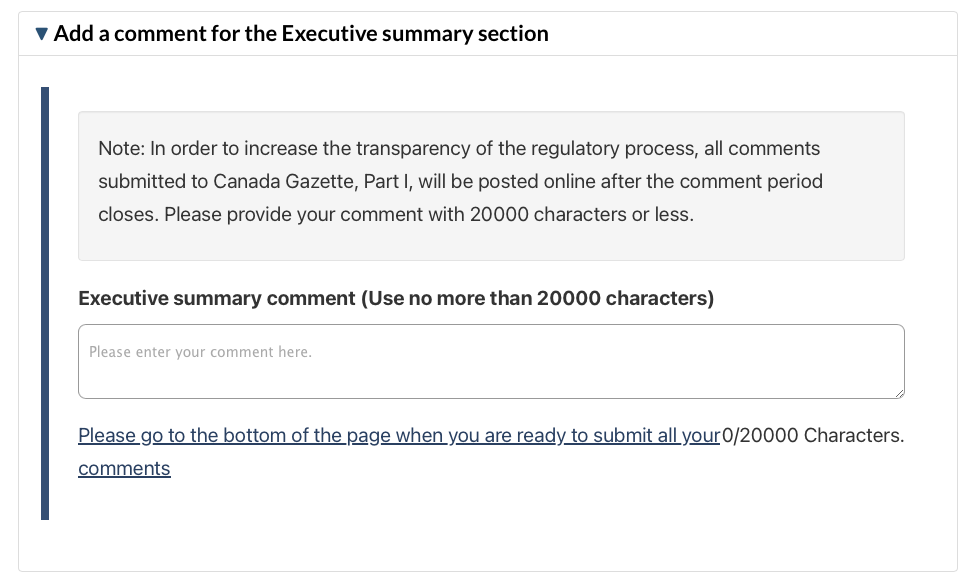 Add a comment for the Executive summary section
Note: In order to increase the transparency of the regulatory process, all comments
submitted to Canada Gazette, Part I, will be posted online after the comment period
closes. Please provide your comment with 20000 characters or less.
Executive summary comment (Use no more than 20000 characters)
Please enter your comment here.
Please go to the bottom of the page when you are ready to submit all your 0/20000 Characters.
comments